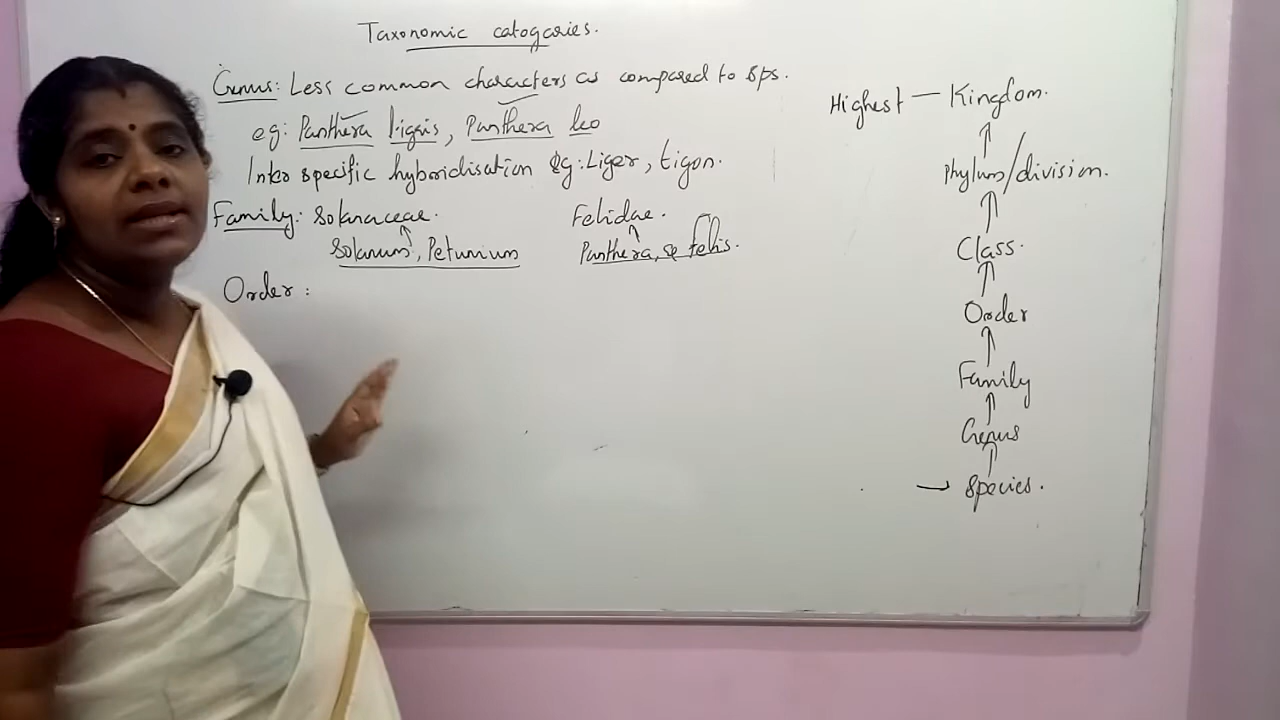 Taxonomic catogories.
Genus: Less common characters as compared to sps.
eg: Panthera tigris, Panthera leo
Inter specific hybridisation eg: Liger, tigon.
Family: Solanaceae. Felidae.
Solanum, Petunium Panthera, felis.
Order:
Highest — Kingdom.
Phylum/division.
Class.
Order
Family
Genus
Species.